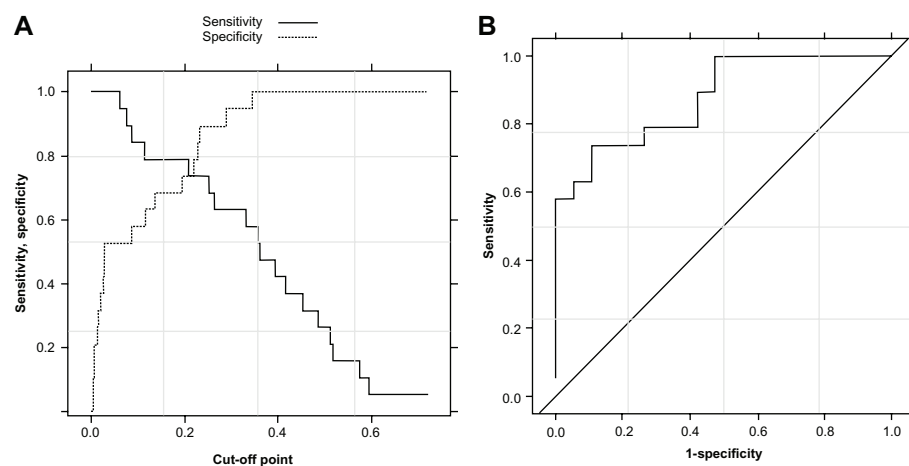 A
Sensitivity
Specificity
1.0
0.8
0.6
0.4
0.2
Sensitivity, specificity
0.0 0.2 0.4 0.6
Cut-off point
B
1.0
0.8
0.6
0.4
0.2
0.0
Sensitivity
0.0 0.2 0.4 0.6 0.8 1.0
1-specificity